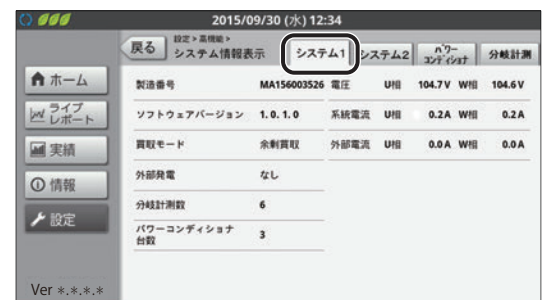 2015/09/30 (水) 12:34
戻る
設定＞高機能＞
システム情報表示
システム1
システム2
パワーコンディショナ
分岐計測
ホーム
ライブレポート
実績
情報
設定
Ver *.*.*.*
製造番号 MA156003526 電圧 U相 104.7V W相 104.6V
ソフトウェアバージョン 1.0.1.0 系統電流 U相 0.2A W相 0.2A
買取モード 余剰買取 外部電流 U相 0.0A W相 0.0A
外部発電 なし
分岐計測数 6
パワーコンディショナ
台数 3